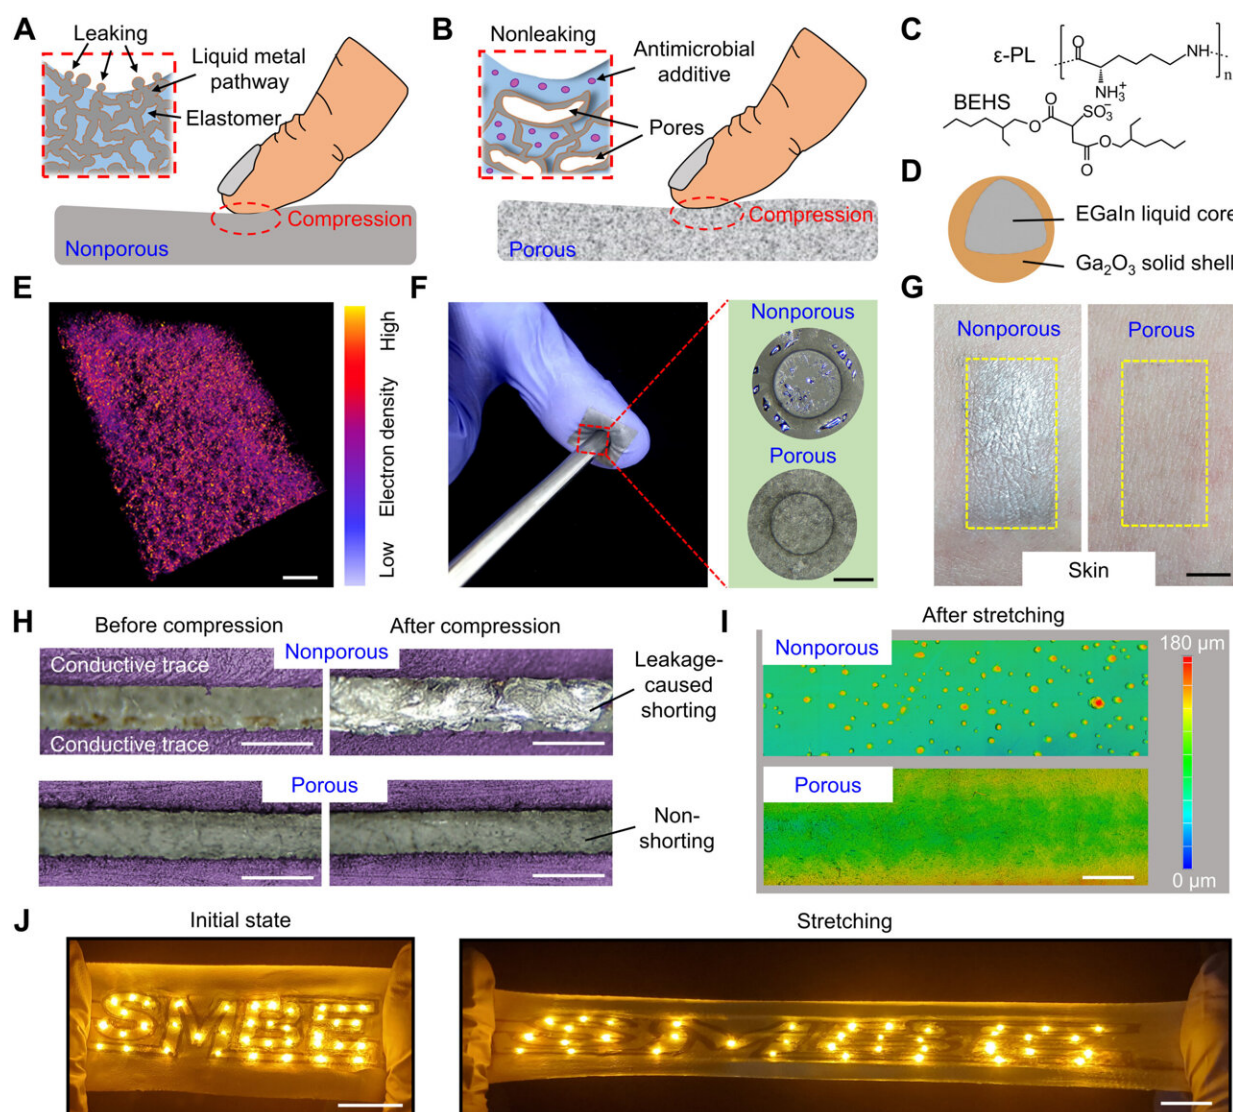 A
Leaking
Liquid metal
pathway
Elastomer
Compression
Nonporous
B
Nonleaking
Antimicrobial
additive
Pores
Compression
Porous
C
ε-PL
O
NH
n
NH₃⁺
BEHS
O
SO₃⁻
O
O
O
D
EGaIn liquid core
Ga₂O₃ solid shell
E
High
Electron density
Low
F
Nonporous
Porous
G
Nonporous
Porous
Skin
H
Before compression
After compression
Nonporous
Conductive trace
Conductive trace
Leakage-
caused
shorting
Porous
Non-
shorting
I
After stretching
Nonporous
180 µm
Porous
0 µm
J
Initial state
Stretching
SMBE
SMBE